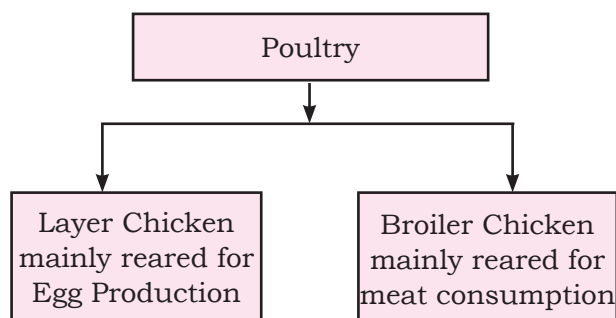 Poultry
Layer Chicken
mainly reared for
Egg Production
Broiler Chicken
mainly reared for
meat consumption